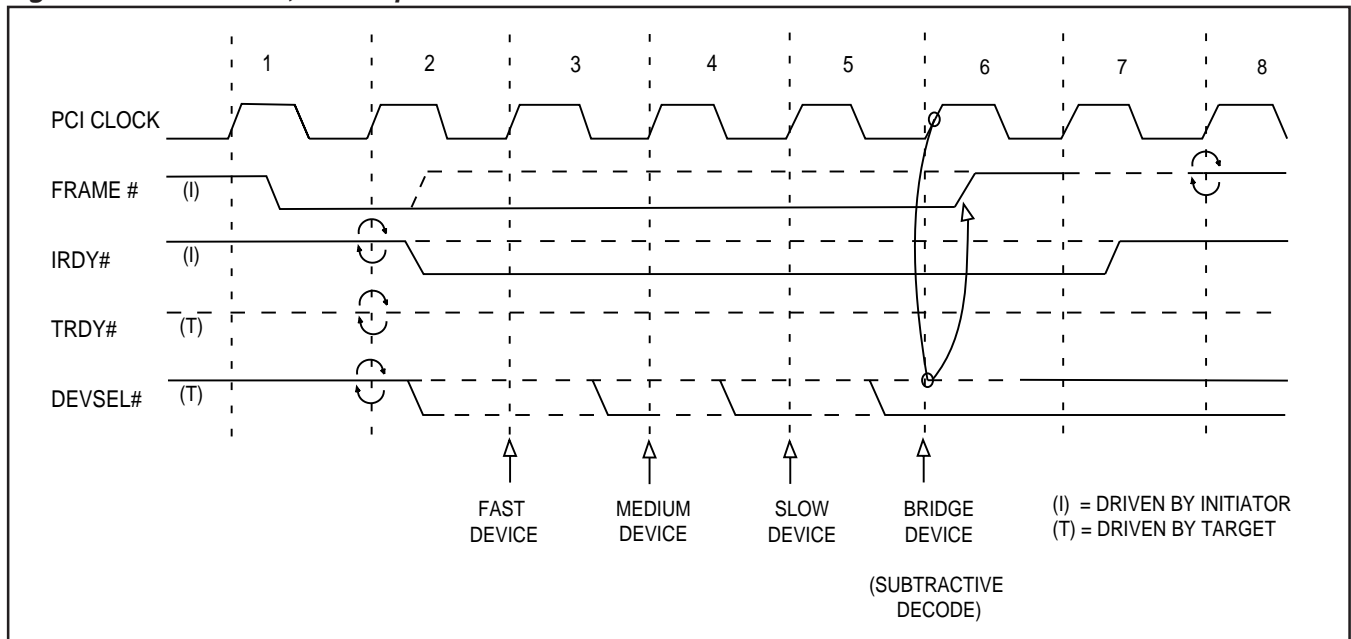 1 2 3 4 5 6 7 8
PCI CLOCK
FRAME # (I)
IRDY# (I)
TRDY# (T)
DEVSEL# (T)
FAST
DEVICE
MEDIUM
DEVICE
SLOW
DEVICE
BRIDGE
DEVICE
(SUBTRACTIVE
DECODE)
(I) = DRIVEN BY INITIATOR
(T) = DRIVEN BY TARGET